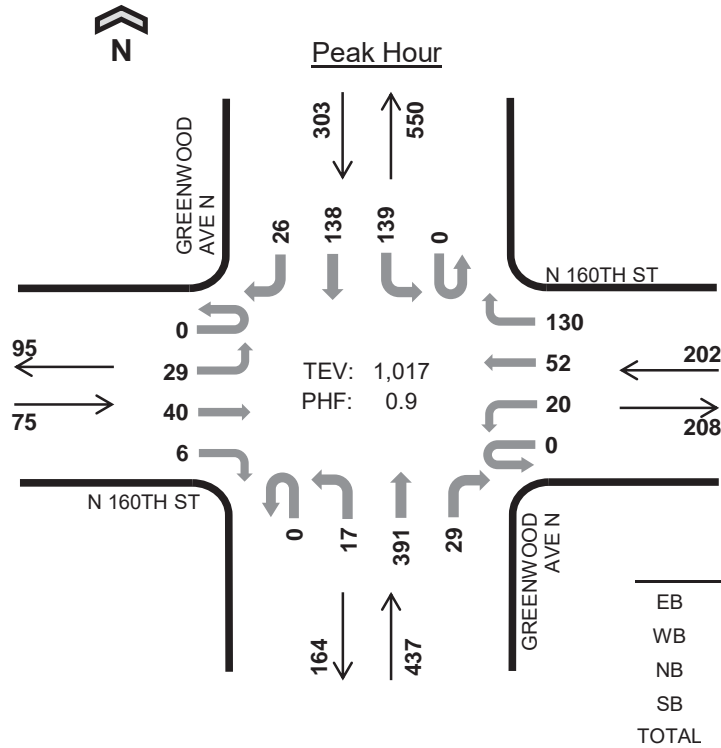 N
Peak Hour
GREENWOOD
AVE N
303
550
26
138
139
0
N 160TH ST
0
29
40
6
95
75
TEV: 1,017
PHF: 0.9
130
52
20
0
202
208
N 160TH ST
0
17
391
29
GREENWOOD
AVE N
164
437
EB
WB
NB
SB
TOTAL